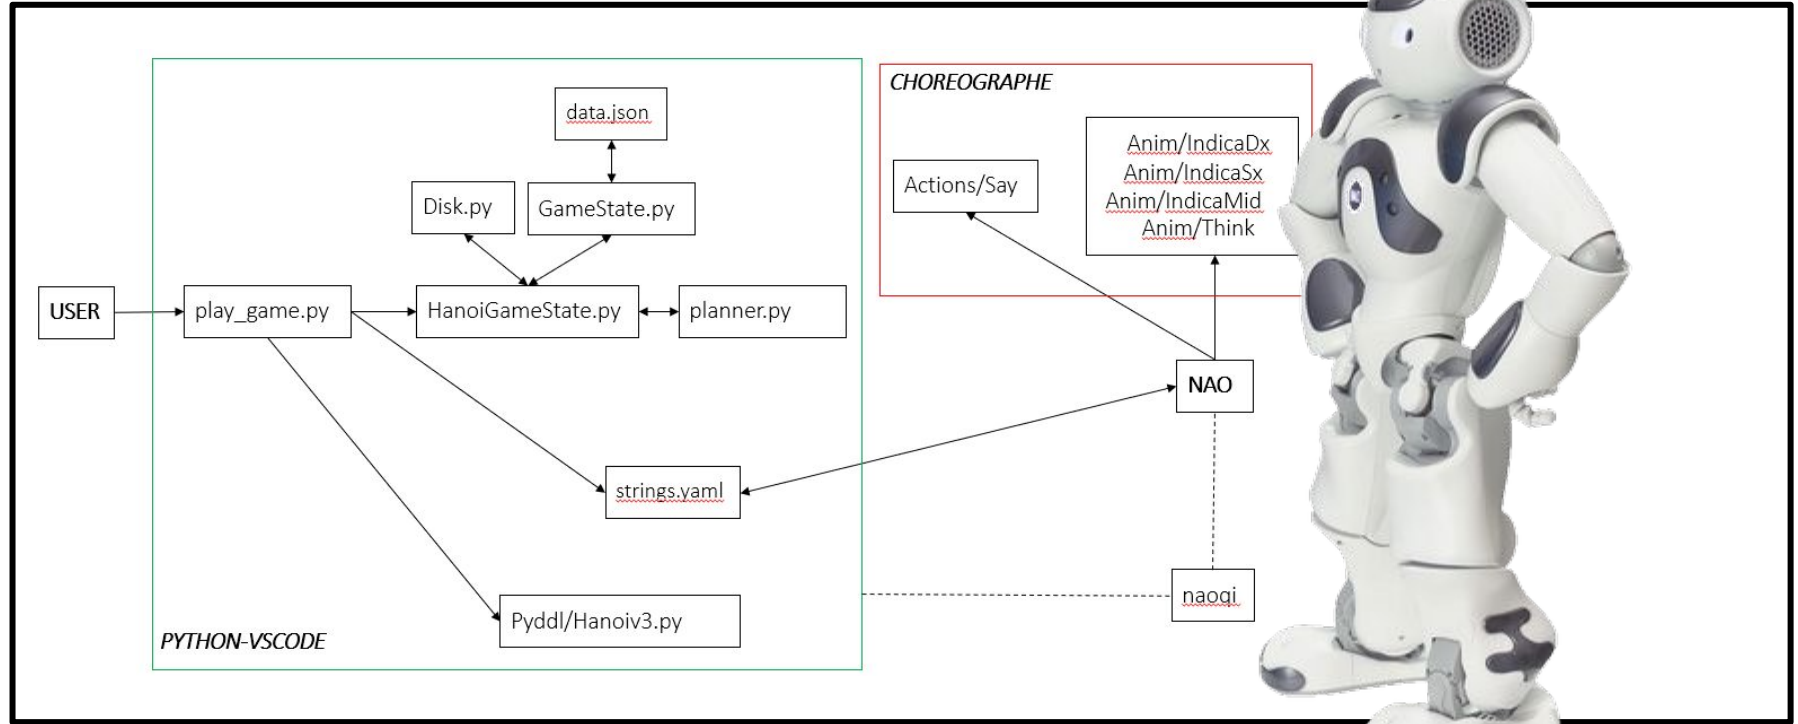 CHOREOGRAPHE
data.json
Anim/IndicaDx
Anim/IndicaSx
Anim/IndicaMid
Anim/Think
Actions/Say
Disk.py
GameState.py
USER
play_game.py
HanoiGameState.py
planner.py
NAO
strings.yaml
naoqi
Pyddl/Hanoiv3.py
PYTHON-VSCODE